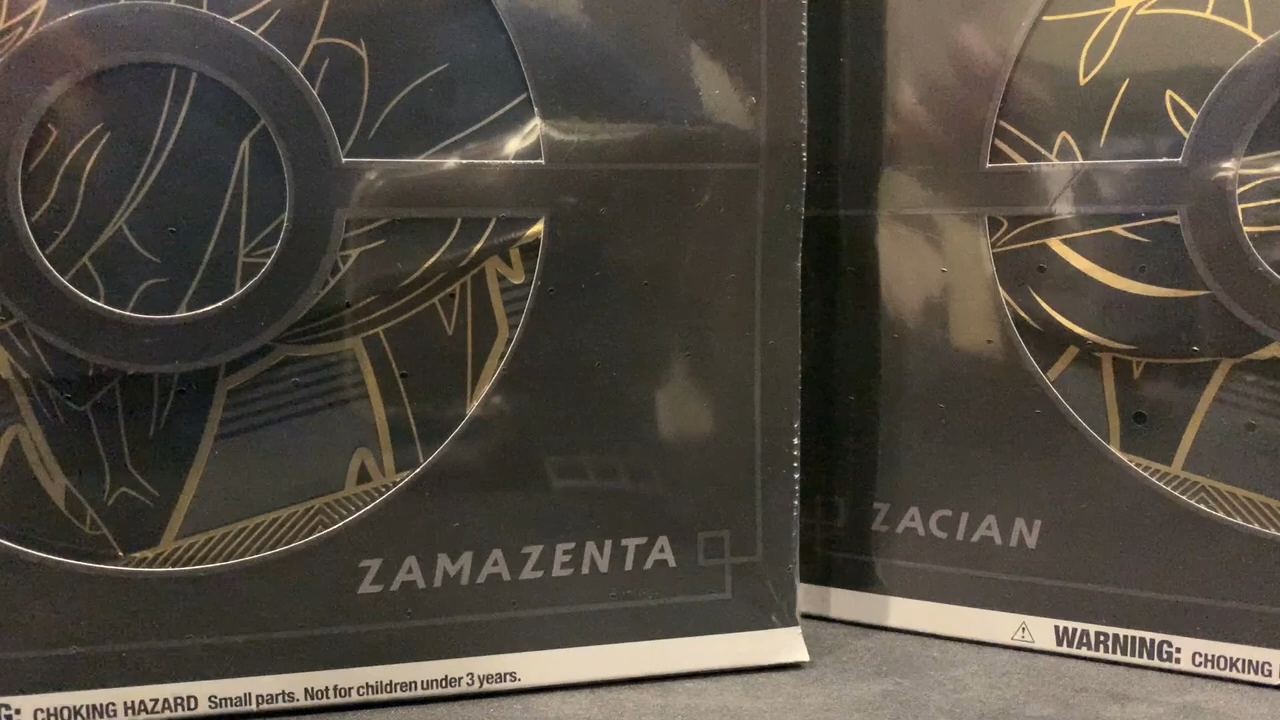 ZAMAZENTA
G: CHOKING HAZARD Small parts. Not for children under 3 years.
ZACIAN
WARNING: CHOKING